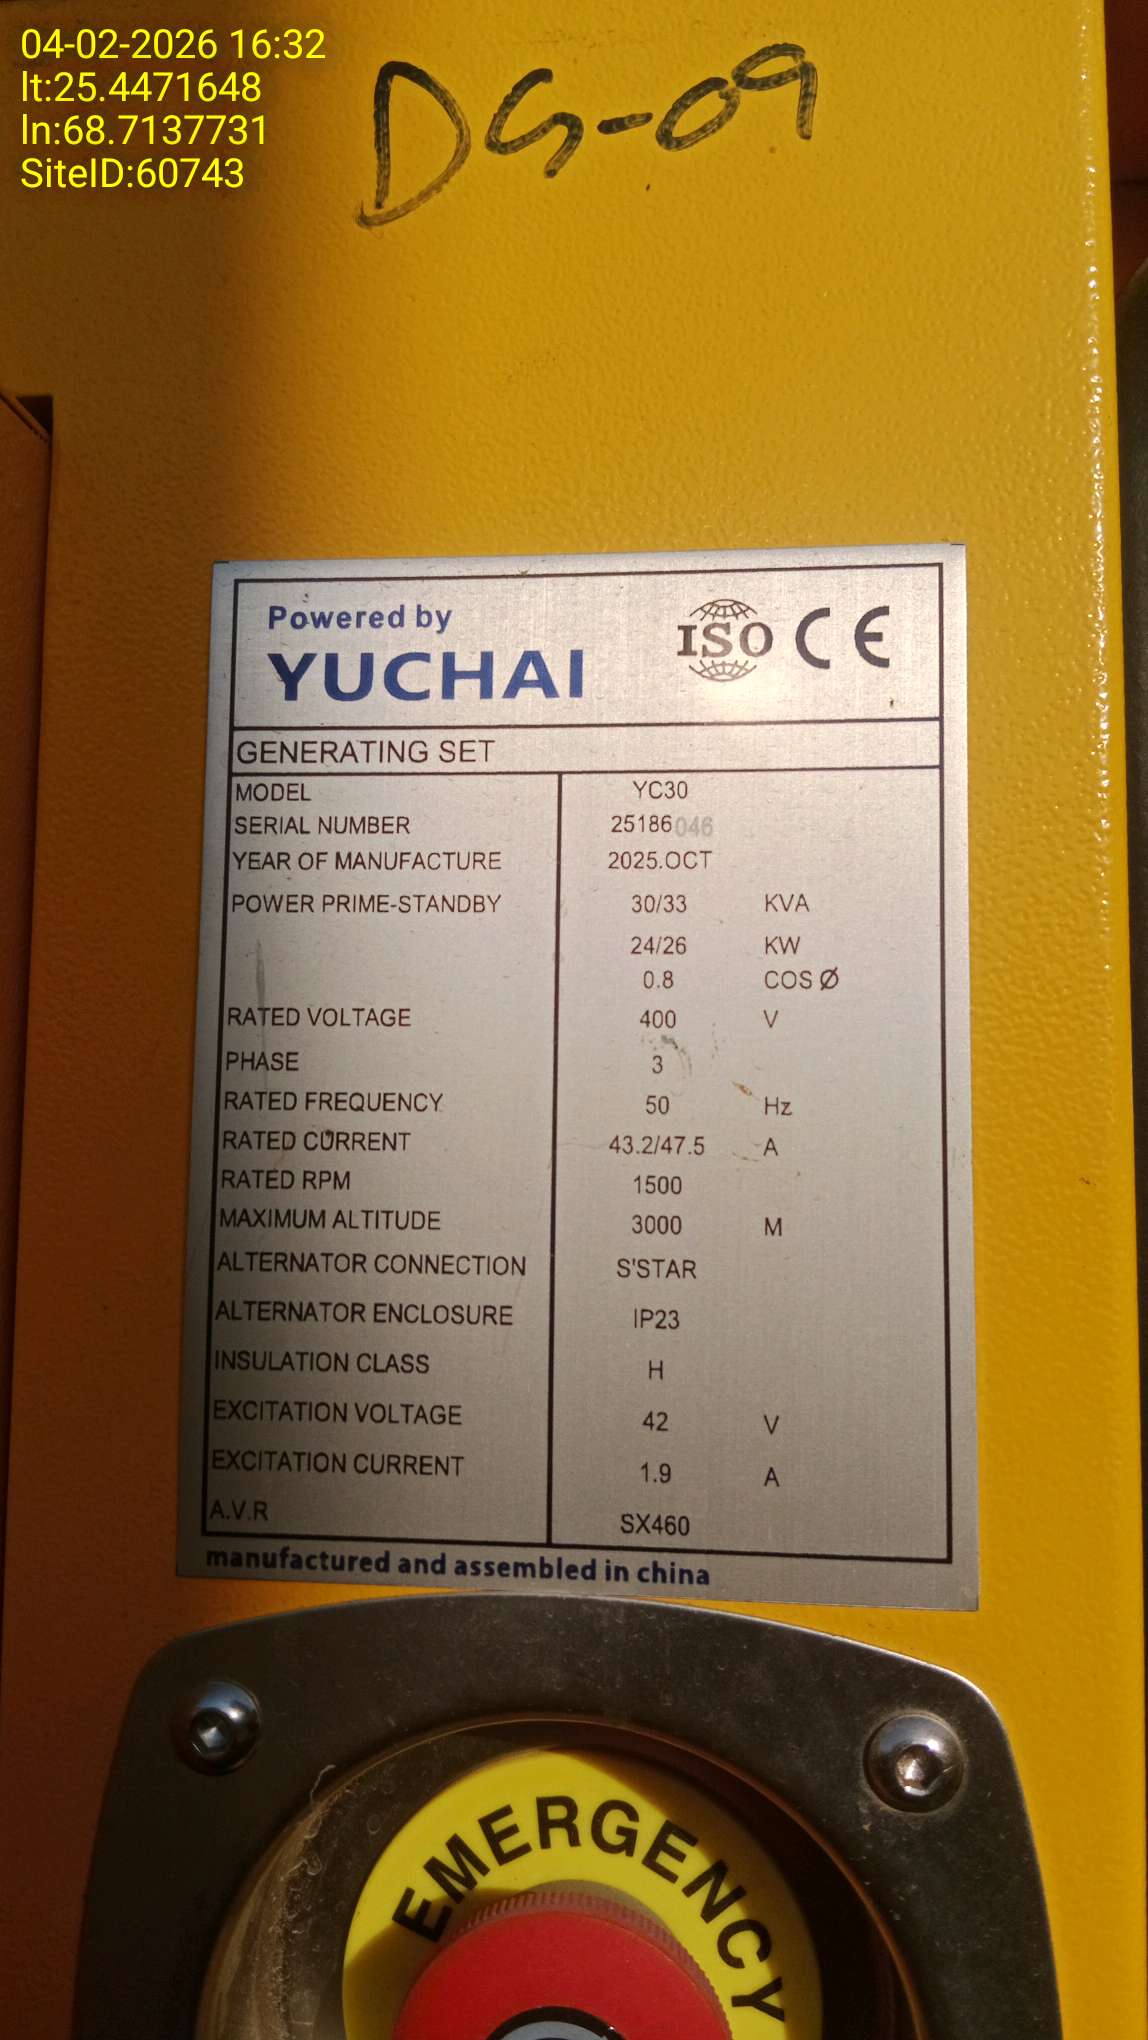 04-02-2026 16:32
lt:25.4471648
ln:68.7137731
SiteID:60743
DG-09
Powered by
YUCHAI
ISO CE
GENERATING SET
MODEL YC30
SERIAL NUMBER 25186046
YEAR OF MANUFACTURE 2025.OCT
POWER PRIME-STANDBY 30/33 KVA
24/26 KW
0.8 COS Ø
RATED VOLTAGE 400 V
PHASE 3
RATED FREQUENCY 50 Hz
RATED CURRENT 43.2/47.5 A
RATED RPM 1500
MAXIMUM ALTITUDE 3000 M
ALTERNATOR CONNECTION S'STAR
ALTERNATOR ENCLOSURE IP23
INSULATION CLASS H
EXCITATION VOLTAGE 42 V
EXCITATION CURRENT 1.9 A
A.V.R SX460
manufactured and assembled in china
EMERGENCY